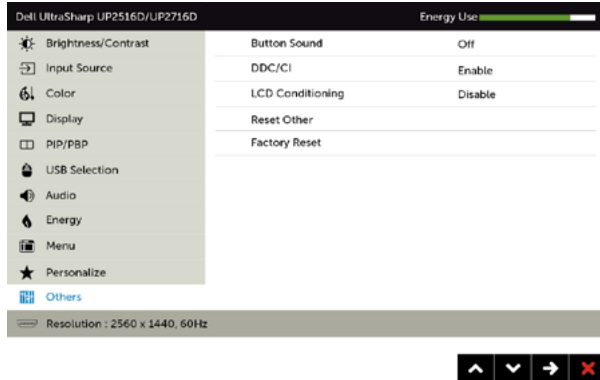 Dell UltraSharp UP2516D/UP2716D Energy Use
Brightness/Contrast Button Sound Off
Input Source DDC/CI Enable
Color LCD Conditioning Disable
Display Reset Other
PIP/PBP Factory Reset
USB Selection
Audio
Energy
Menu
Personalize
Others
Resolution : 2560 x 1440, 60Hz